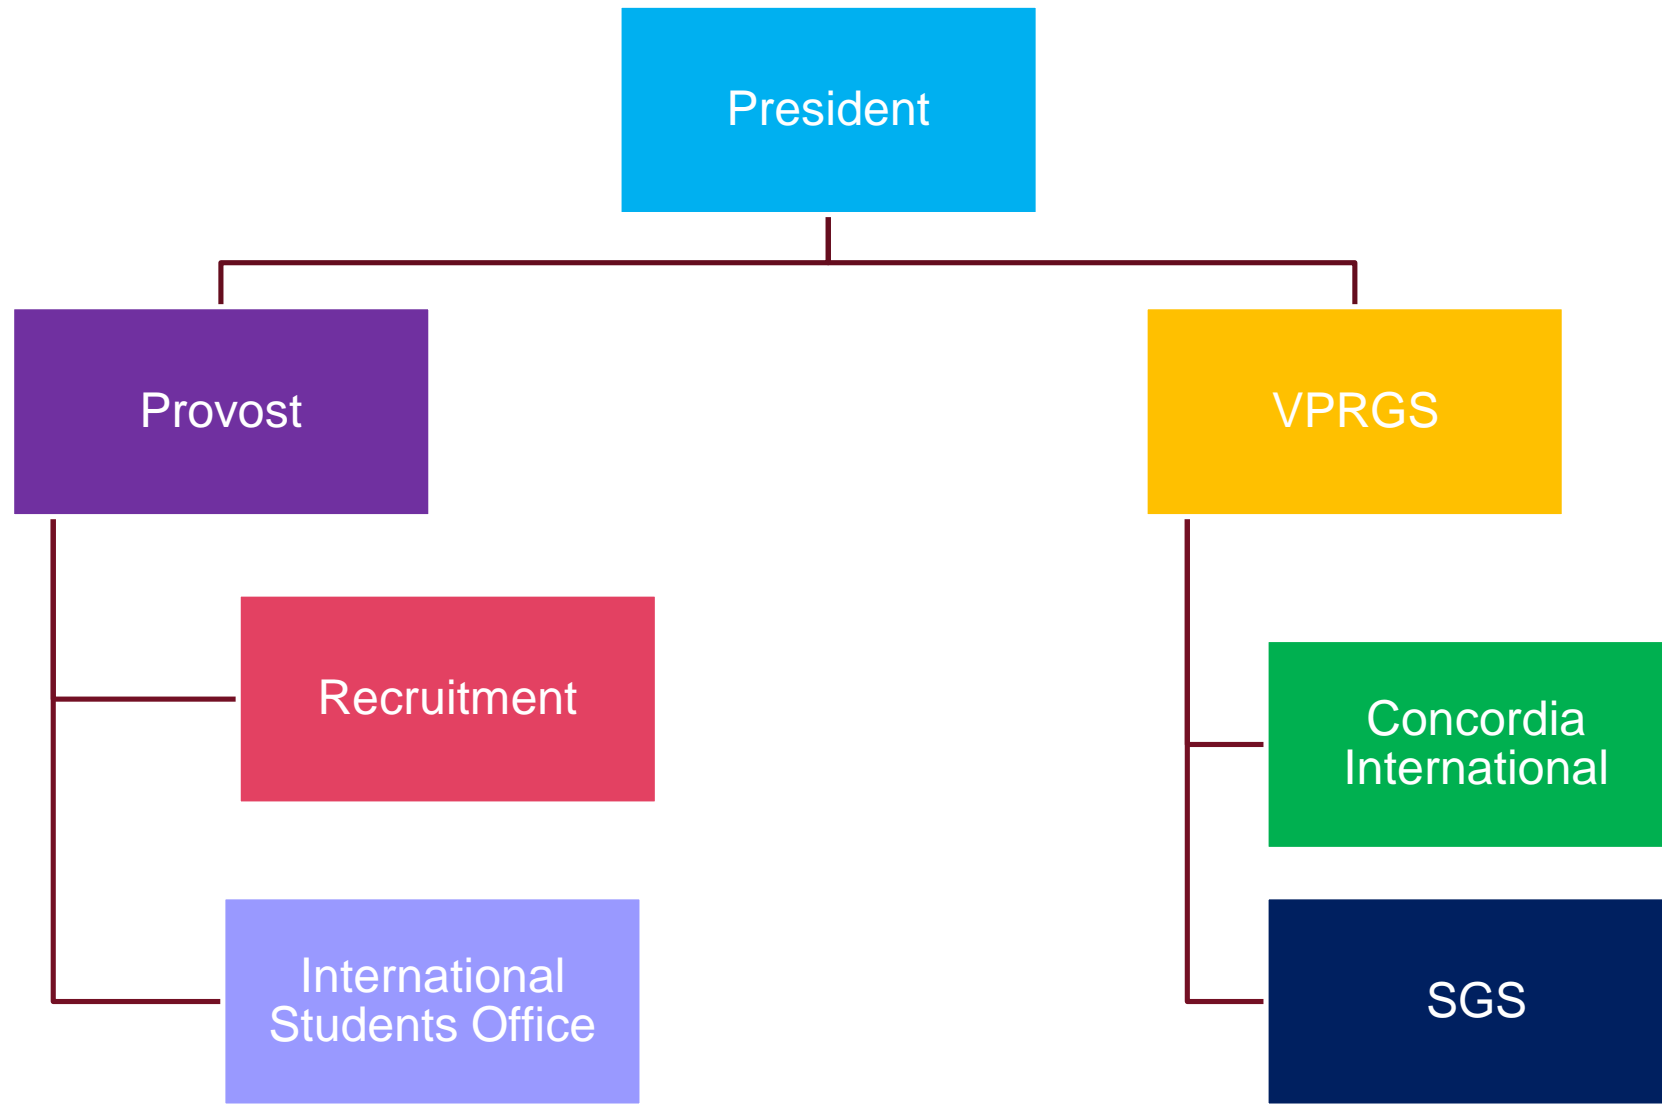 President
Provost
VPRGS
Recruitment
Concordia
International
International
Students Office
SGS